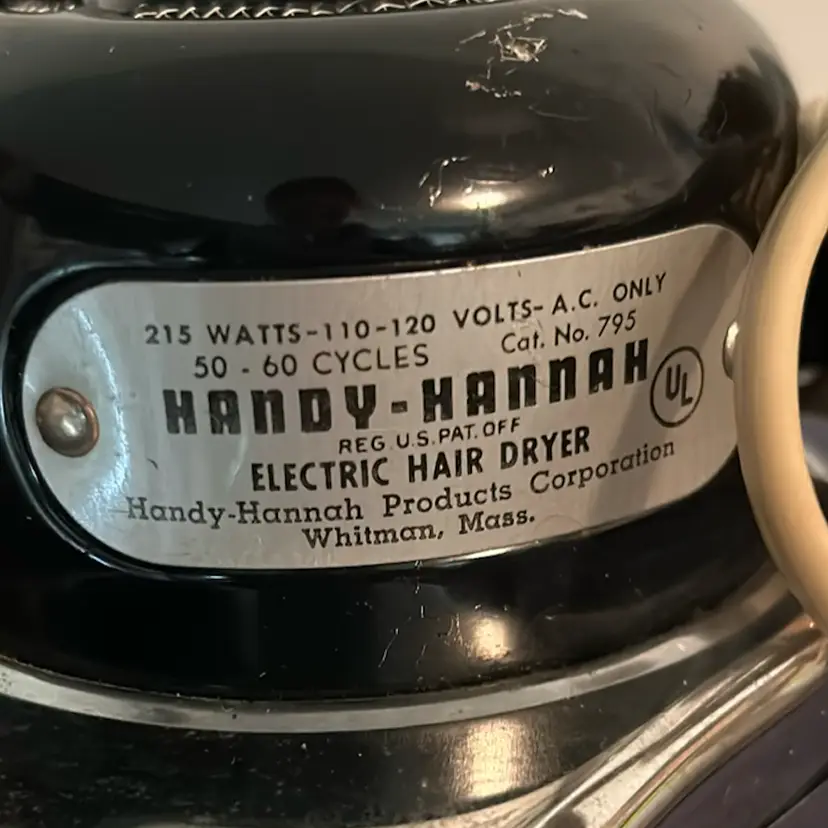 215 WATTS-110-120 VOLTS- A.C. ONLY
50 - 60 CYCLES Cat. No. 795
HANDY-HANNAH
UL
REG. U.S. PAT. OFF
ELECTRIC HAIR DRYER
Handy-Hannah Products Corporation
Whitman, Mass.